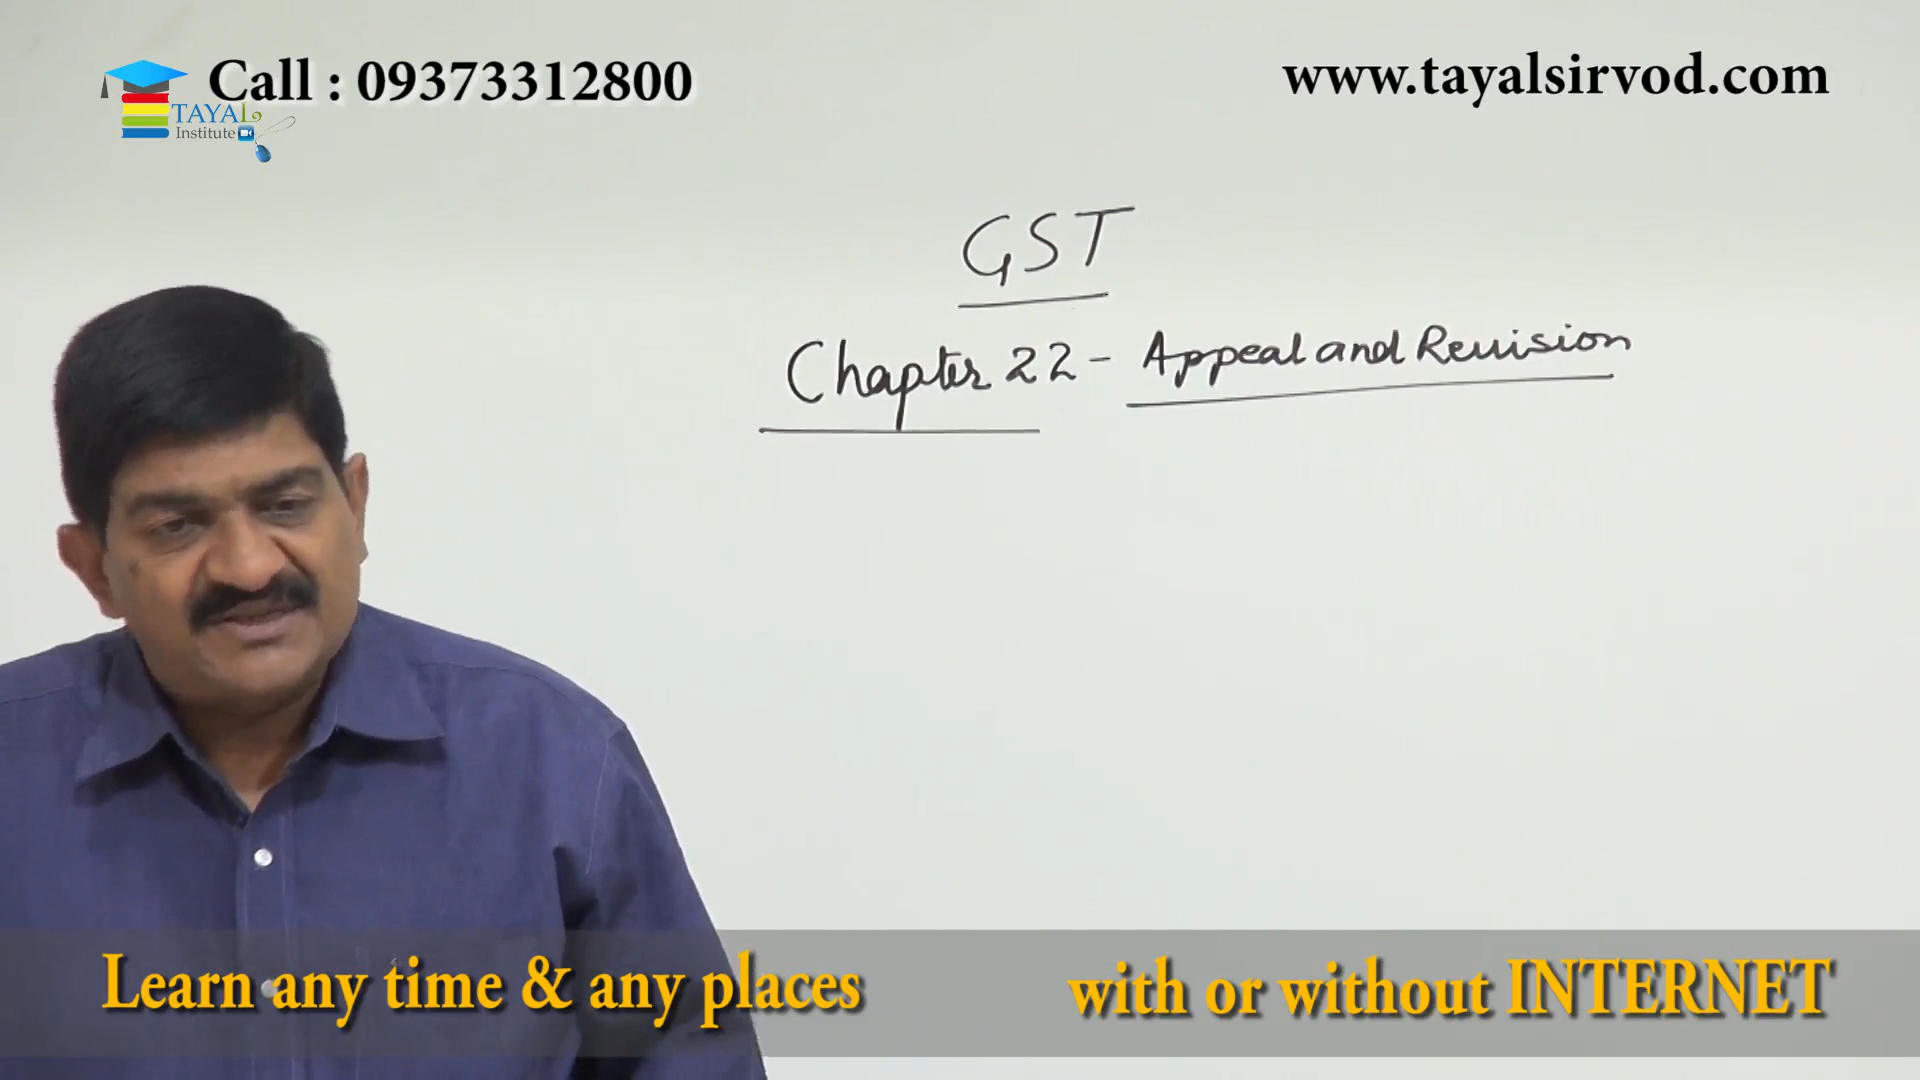 Call : 09373312800
www.tayalsirvod.com
TAYAL
Institute
GST
Chapter 22 - Appeal and Revision
Learn any time & any places
with or without INTERNET